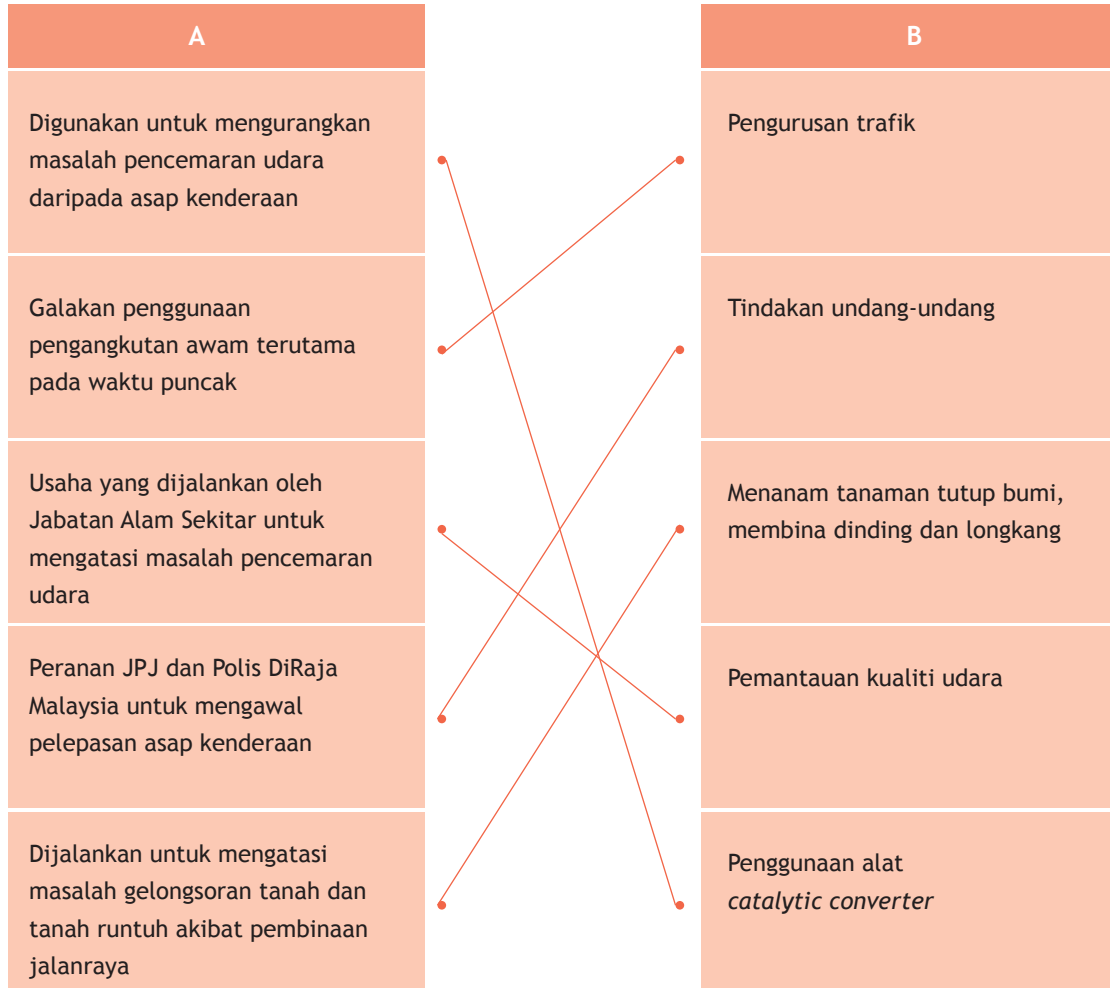 A
Digunakan untuk mengurangkan
masalah pencemaran udara
daripada asap kenderaan
Galakan penggunaan
pengangkutan awam terutama
pada waktu puncak
Usaha yang dijalankan oleh
Jabatan Alam Sekitar untuk
mengatasi masalah pencemaran
udara
Peranan JPJ dan Polis DiRaja
Malaysia untuk mengawal
pelepasan asap kenderaan
Dijalankan untuk mengatasi
masalah gelongsoran tanah dan
tanah runtuh akibat pembinaan
jalanraya
B
Pengurusan trafik
Tindakan undang-undang
Menanam tanaman tutup bumi,
membina dinding dan longkang
Pemantauan kualiti udara
Penggunaan alat
catalytic converter